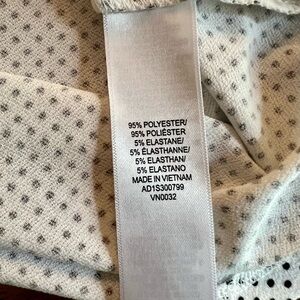 95% POLYESTER/
95% POLIÉSTER
5% ELASTANE/
5% ÉLASTHANNE/
5% ELASTHAN/
5% ELASTANO
MADE IN VIETNAM
AD1S300799
VN0032